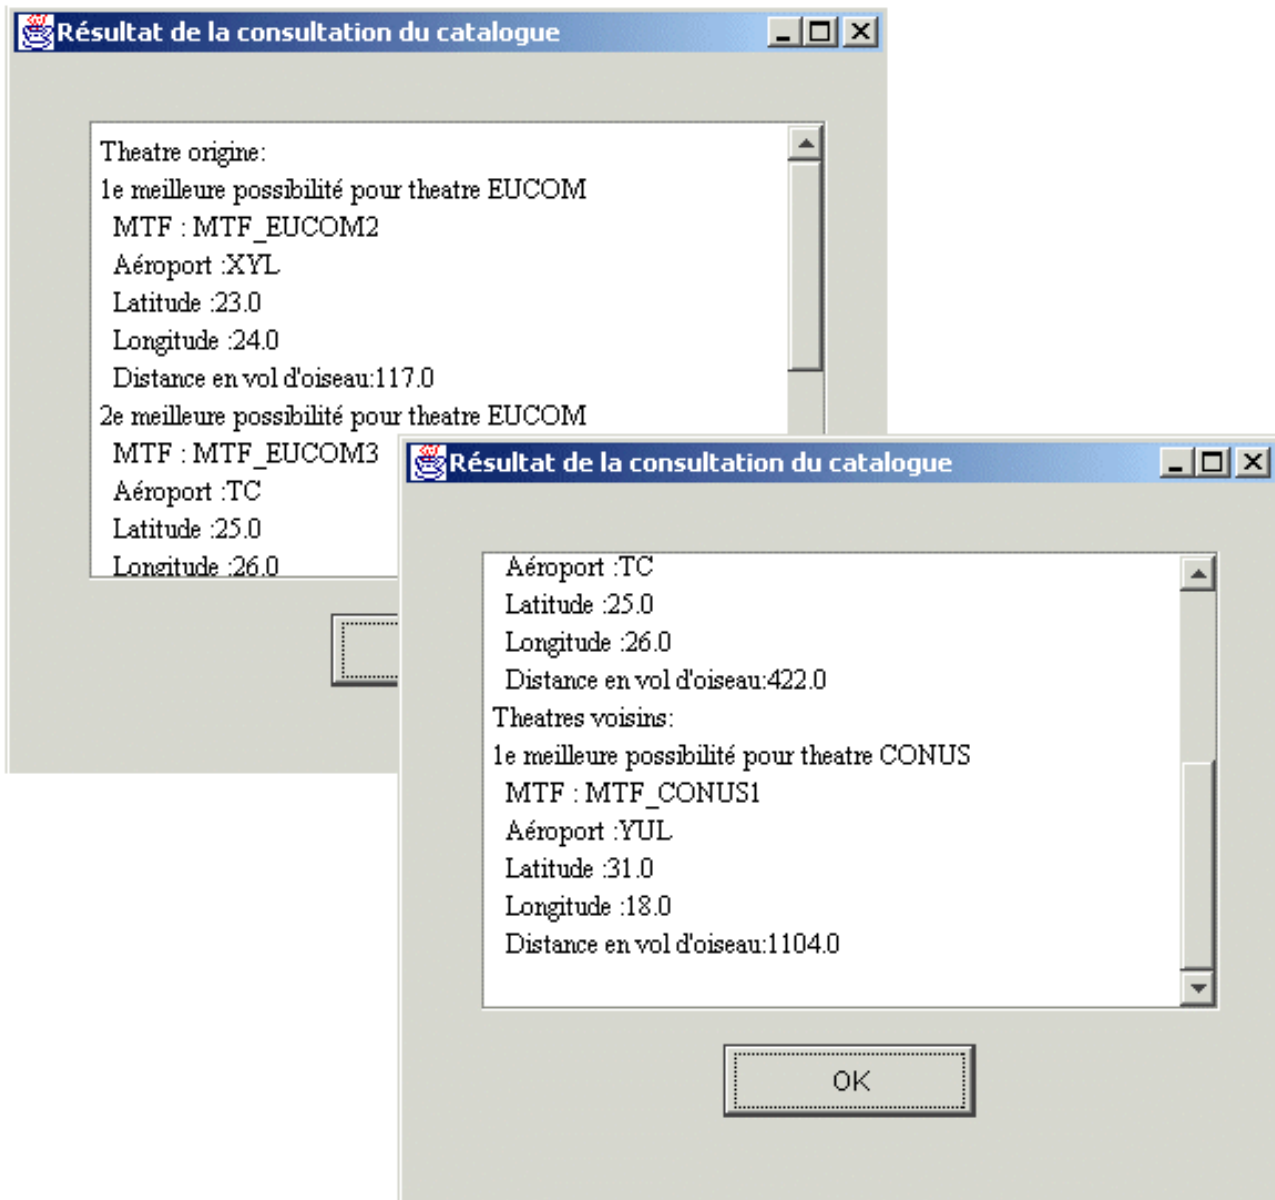 Résultat de la consultation du catalogue
Theatre origine:
1e meilleure possibilité pour theatre EUCOM
MTF : MTF_EUCOM2
Aéroport :XYL
Latitude :23.0
Longitude :24.0
Distance en vol d'oiseau:117.0
2e meilleure possibilité pour theatre EUCOM
MTF : MTF_EUCOM3
Aéroport :TC
Latitude :25.0
Longitude :26.0
Résultat de la consultation du catalogue
Aéroport :TC
Latitude :25.0
Longitude :26.0
Distance en vol d'oiseau:422.0
Theatres voisins:
1e meilleure possibilité pour theatre CONUS
MTF : MTF_CONUS1
Aéroport :YUL
Latitude :31.0
Longitude :18.0
Distance en vol d'oiseau:1104.0
OK